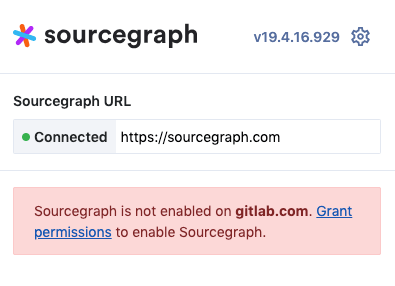 sourcegraph
v19.4.16.929
Sourcegraph URL
Connected https://sourcegraph.com
Sourcegraph is not enabled on gitlab.com. Grant
permissions to enable Sourcegraph.